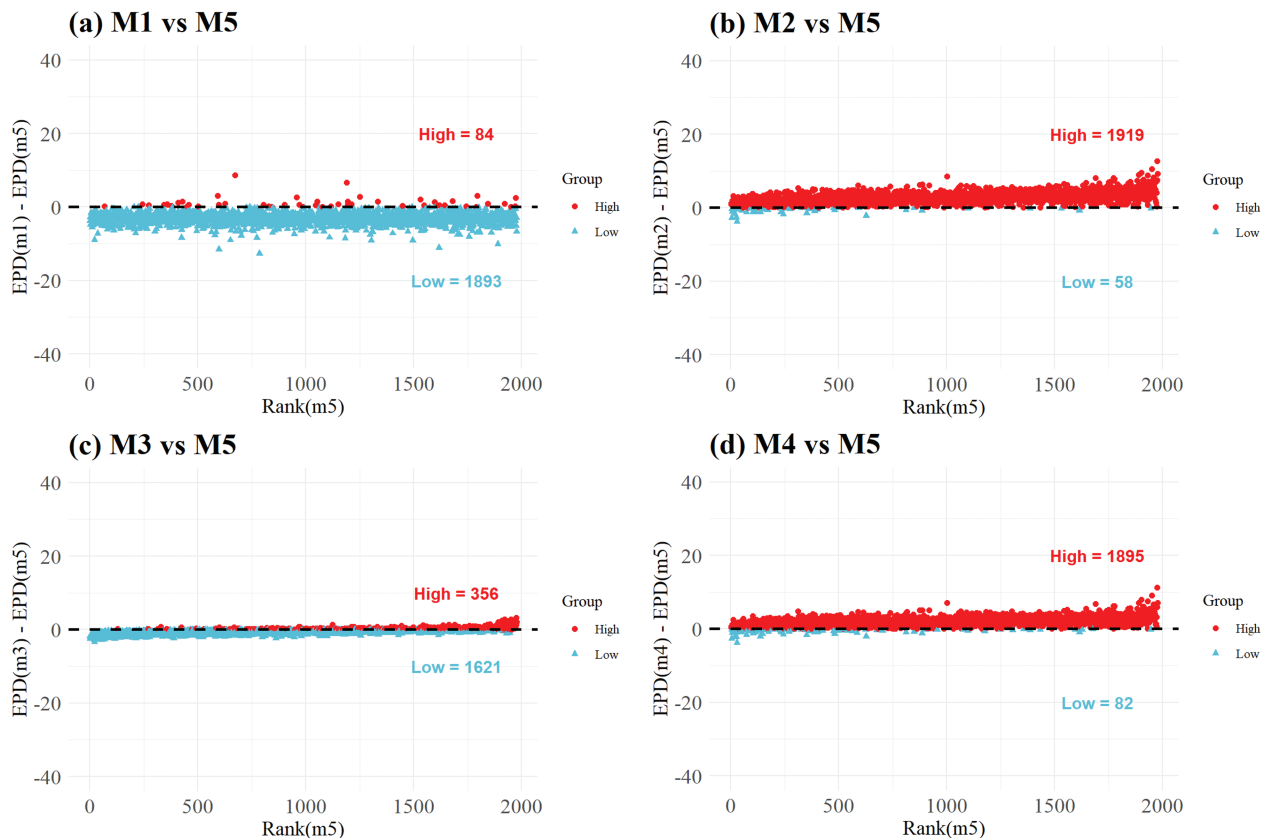 (a) M1 vs M5
EPD(m1) - EPD(m5)
40
20
0
-20
-40
High = 84
Low = 1893
0 500 1000 1500 2000
Rank(m5)
Group
High
Low
(b) M2 vs M5
EPD(m2) - EPD(m5)
40
20
0
-20
-40
High = 1919
Low = 58
0 500 1000 1500 2000
Rank(m5)
Group
High
Low
(c) M3 vs M5
EPD(m3) - EPD(m5)
40
20
0
-20
-40
High = 356
Low = 1621
0 500 1000 1500 2000
Rank(m5)
Group
High
Low
(d) M4 vs M5
EPD(m4) - EPD(m5)
40
20
0
-20
-40
High = 1895
Low = 82
0 500 1000 1500 2000
Rank(m5)
Group
High
Low